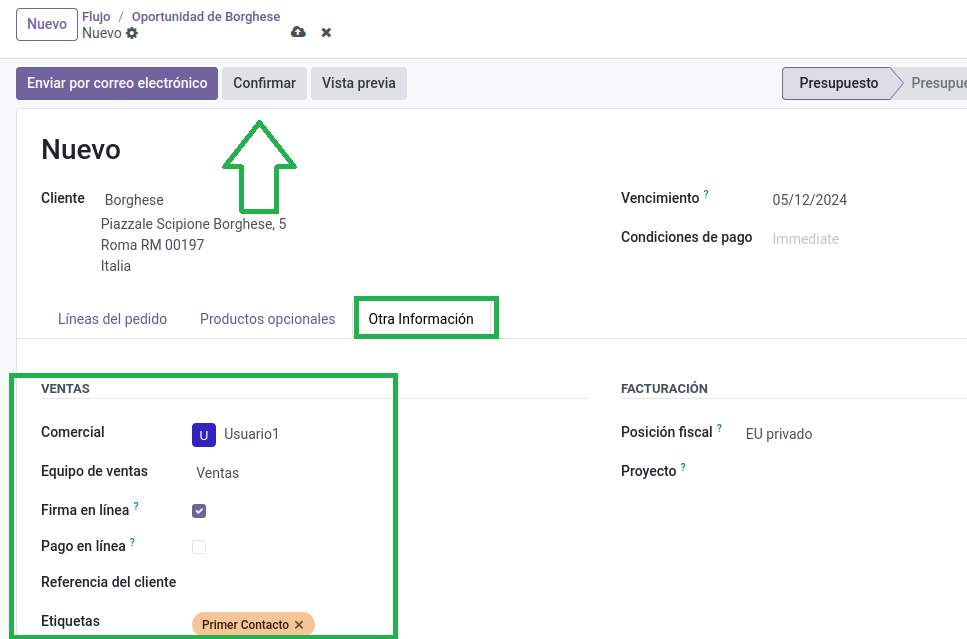 Nuevo
Flujo / Oportunidad de Borghese
Nuevo
Enviar por correo electrónico
Confirmar
Vista previa
Presupuesto
Presupue
Nuevo
Cliente
Borghese
Piazzale Scipione Borghese, 5
Roma RM 00197
Italia
Vencimiento ?
05/12/2024
Condiciones de pago
Immediate
Líneas del pedido
Productos opcionales
Otra Información
VENTAS
Comercial
U Usuario1
Equipo de ventas
Ventas
Firma en línea ?
Pago en línea ?
Referencia del cliente
Etiquetas
Primer Contacto ×
FACTURACIÓN
Posición fiscal ?
EU privado
Proyecto ?